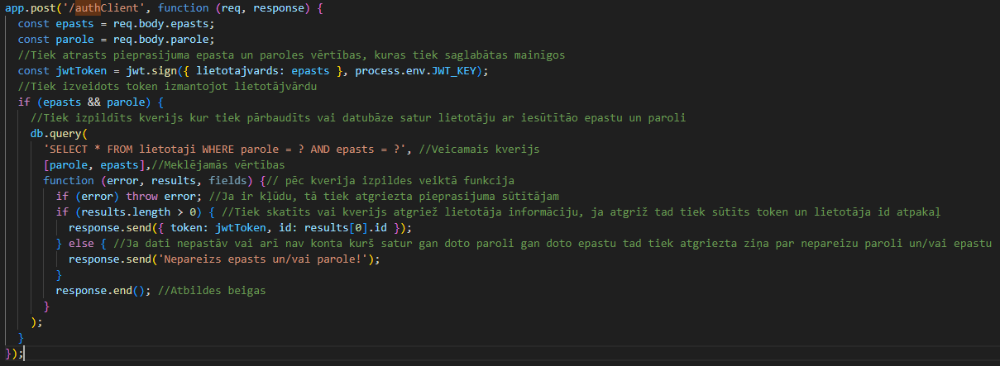 app.post('/authClient', function (req, response) {
const epasts = req.body.epasts;
const parole = req.body.parole;
//Tiek atrasts pieprasijuma epasta un paroles vērtības, kuras tiek saglabātas mainīgos
const jwtToken = jwt.sign({ lietotajvards: epasts }, process.env.JWT_KEY);
//Tiek izveidots token izmantojot lietotājvārdu
if (epasts && parole) {
//Tiek izpildīts kverijs kur tiek pārbaudīts vai datubāze satur lietotāju ar iesūtītāo epastu un paroli
db.query(
'SELECT * FROM lietotaji WHERE parole = ? AND epasts = ?', //Veicamais kverijs
[parole, epasts],//Meklējamās vērtības
function (error, results, fields) {// pēc kverija izpildes veiktā funkcija
if (error) throw error; //Ja ir kļūdu, tā tiek atgriezta pieprasijuma sūtītājam
if (results.length > 0) { //Tiek skatīts vai kverijs atgriež lietotāja informāciju, ja atgriž tad tiek sūtīts token un lietotāja id atpakaļ
response.send({ token: jwtToken, id: results[0].id });
} else { //Ja dati nepastāv vai arī nav konta kurš satur gan doto paroli gan doto epastu tad tiek atgriezta ziņa par nepareizu paroli un/vai epastu
response.send('Nepareizs epasts un/vai parole!');
}
response.end(); //Atbildes beigas
}
);
}
});